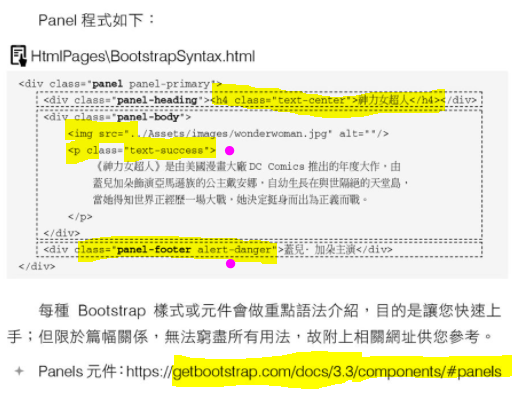 Panel 程式如下：
HtmlPages\BootstrapSyntax.html
<div class="panel panel-primary">
<div class="panel-heading"><h4 class="text-center">神力女超人</h4></div>
<div class="panel-body">
<img src="../Assets/images/wonderwoman.jpg" alt=""/>
<p class="text-success">
《神力女超人》是由美國漫畫大廠 DC Comics 推出的年度大作，由
蓋兒加朵飾演亞馬遜族的公主戴安娜，自幼生長在與世隔絕的天堂島，
當她得知世界正經歷一場大戰，她決定挺身而出為正義而戰。
</p>
</div>
<div class="panel-footer alert-danger">蓋兒·加朵主演</div>
</div>
每種 Bootstrap 樣式或元件會做重點語法介紹，目的是讓您快速上
手；但限於篇幅關係，無法窮盡所有用法，故附上相關網址供您參考。
+ Panels 元件：https://getbootstrap.com/docs/3.3/components/#panels